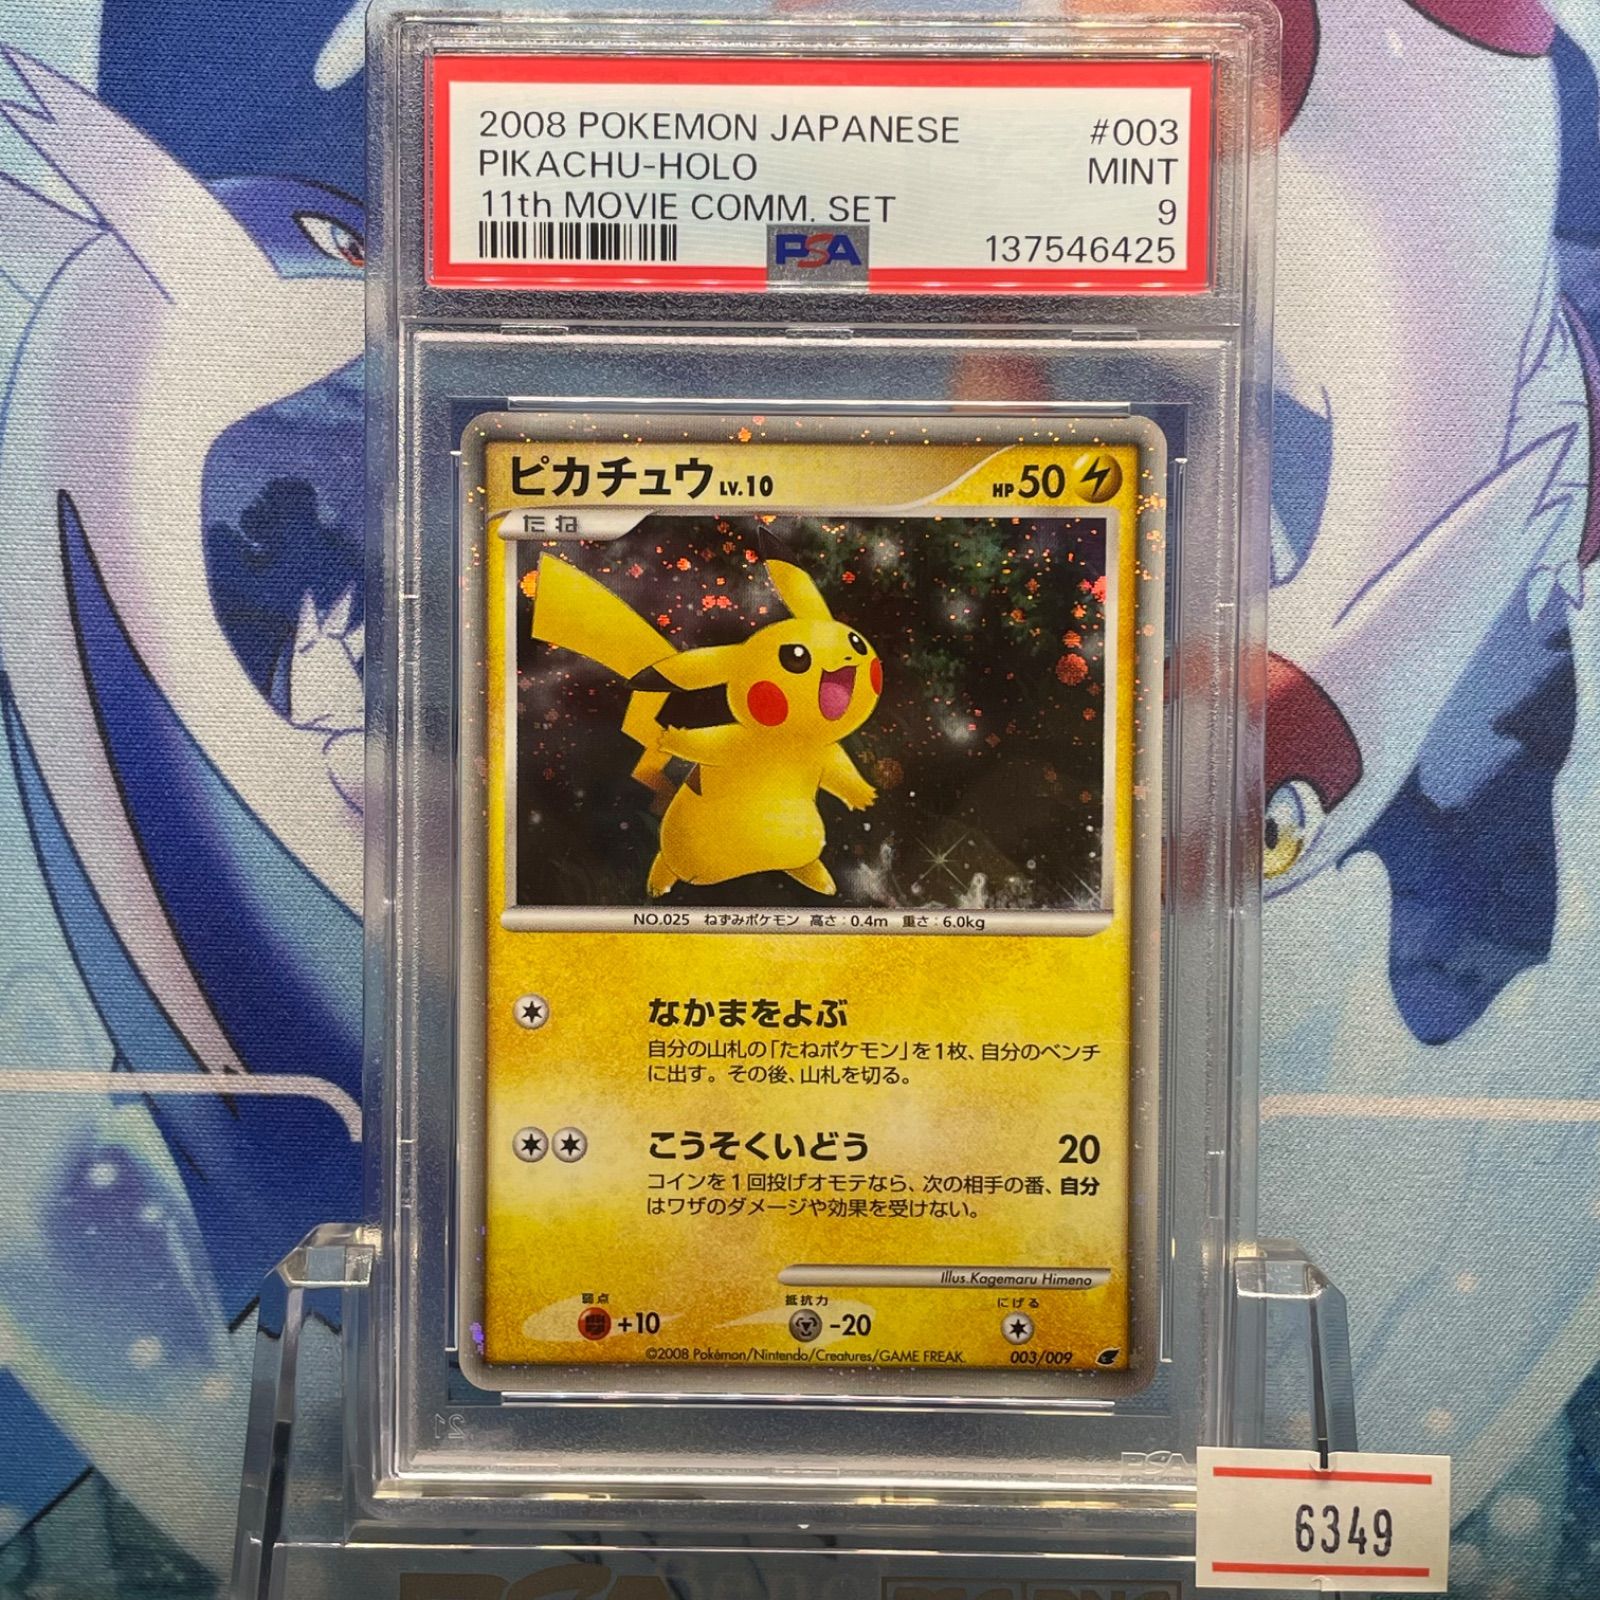 2008 POKEMON JAPANESE #003
PIKACHU-HOLO MINT
11th MOVIE COMM. SET 9
PSA 137546425
ピカチュウ LV.10 HP 50
たね
NO.025 ねずみポケモン 高さ：0.4m 重さ：6.0kg
なかまをよぶ
自分の山札の「たねポケモン」を1枚、自分のベンチ
に出す。その後、山札を切る。
こうそくいどう 20
コインを1回投げオモテなら、次の相手の番、自分
はワザのダメージや効果を受けない。
Illus. Kagemaru Himeno
弱点 抵抗力 にげる
+10 -20
©2008 Pokémon/Nintendo/Creatures/GAME FREAK. 003/009
21
PSA
6349
PSA